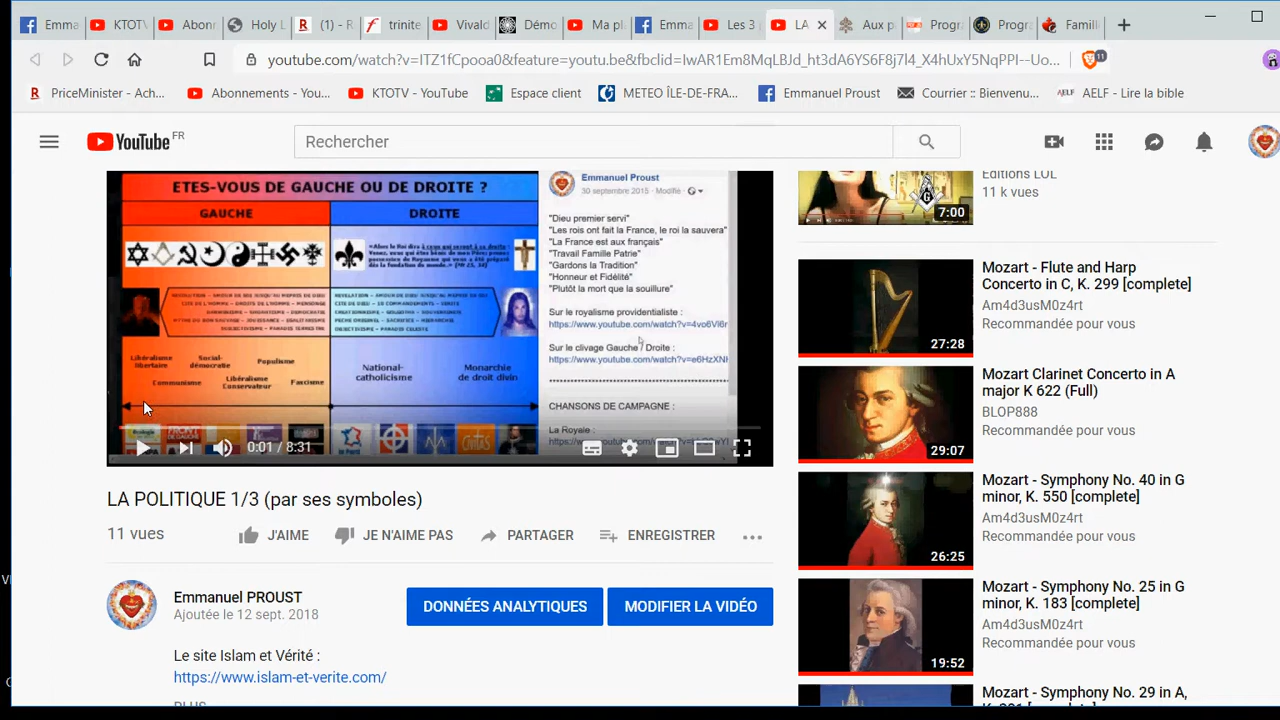 Emma
KTOTV
Abonn
Holy L
(1) - R
trinite
Vivald
Démo
Ma pl
Emma
Les 3
LA
Aux p
Progr
Progr
Famill
youtube.com/watch?v=ITZ1fCpooa0&feature=youtu.be&fbclid=IwAR1Em8MqLBJd_ht3dA6YS6F8j7l4_X4hUxY5NqPPI--Uo...
11
PriceMinister - Ach...
Abonnements - You...
KTOTV - YouTube
Espace client
METEO ÎLE-DE-FRA...
Emmanuel Proust
Courrier :: Bienvenu...
AELF - Lire la bible
YouTube FR
Rechercher
ETES-VOUS DE GAUCHE OU DE DROITE ?
GAUCHE
DROITE
Libéralisme libertaire
Social-démocratie
Populisme
Communisme
Libéralisme Conservateur
Fascisme
National-catholicisme
Monarchie de droit divin
Emmanuel Proust
30 septembre 2015 · Modifié ·
"Dieu premier servi"
"Les rois ont fait la France, le roi la sauvera"
"La France est aux français"
"Travail Famille Patrie"
"Gardons la Tradition"
"Honneur et Fidélité"
"Plutôt la mort que la souillure"
Sur le royalisme providentialiste :
https://www.youtube.com/watch?v=4vo6Vl6r
Sur le clivage Gauche / Droite :
https://www.youtube.com/watch?v=e6HzXNH
CHANSONS DE CAMPAGNE :
La Royale :
0:01 / 8:31
LA POLITIQUE 1/3 (par ses symboles)
11 vues
J'AIME
JE N'AIME PAS
PARTAGER
ENREGISTRER
Emmanuel PROUST
Ajoutée le 12 sept. 2018
DONNÉES ANALYTIQUES
MODIFIER LA VIDÉO
Le site Islam et Vérité :
https://www.islam-et-verite.com/
PLUS
Editions LOL
11 k vues
7:00
Mozart - Flute and Harp
Concerto in C, K. 299 [complete]
Am4d3usM0z4rt
Recommandée pour vous
27:28
Mozart Clarinet Concerto in A
major K 622 (Full)
BLOP888
Recommandée pour vous
29:07
Mozart - Symphony No. 40 in G
minor, K. 550 [complete]
Am4d3usM0z4rt
Recommandée pour vous
26:25
Mozart - Symphony No. 25 in G
minor, K. 183 [complete]
Am4d3usM0z4rt
Recommandée pour vous
19:52
Mozart - Symphony No. 29 in A,